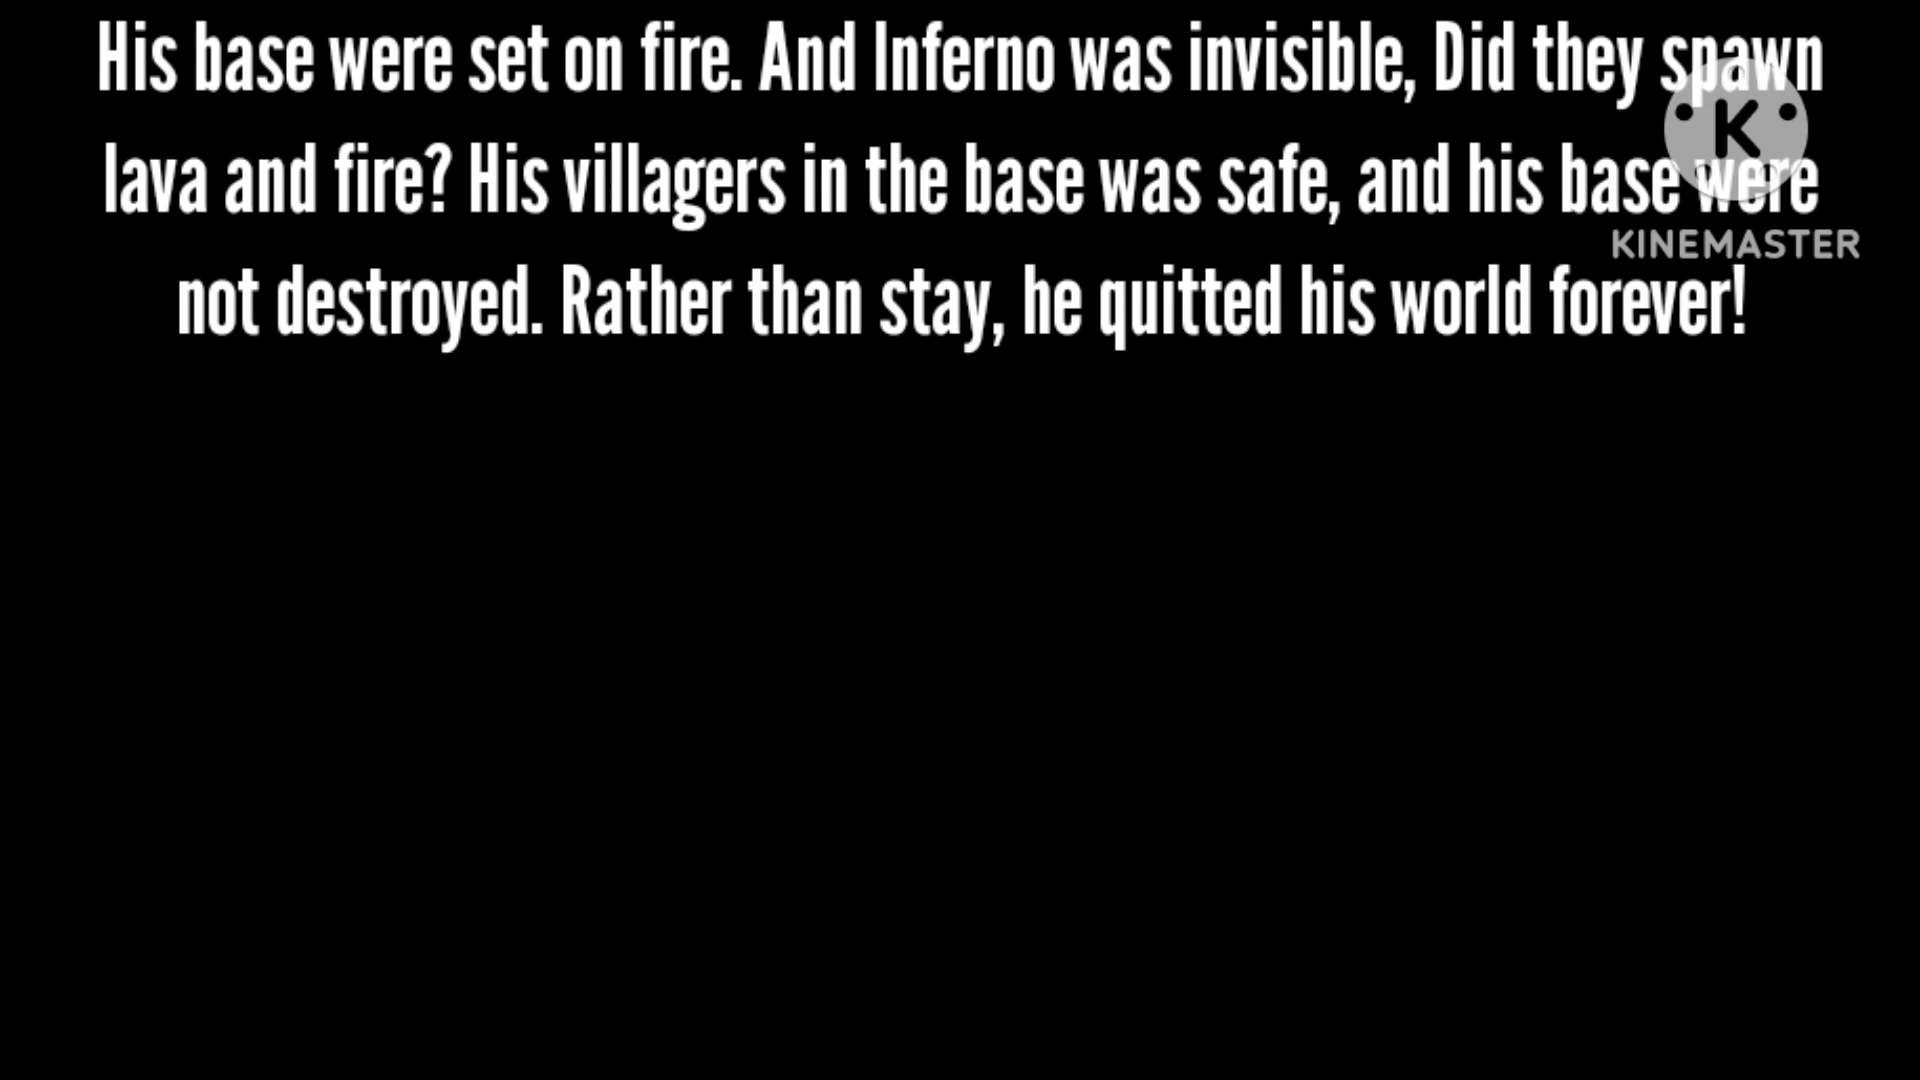 His base were set on fire. And Inferno was invisible, Did they spawn
lava and fire? His villagers in the base was safe, and his base were
not destroyed. Rather than stay, he quitted his world forever!
K
KINEMASTER